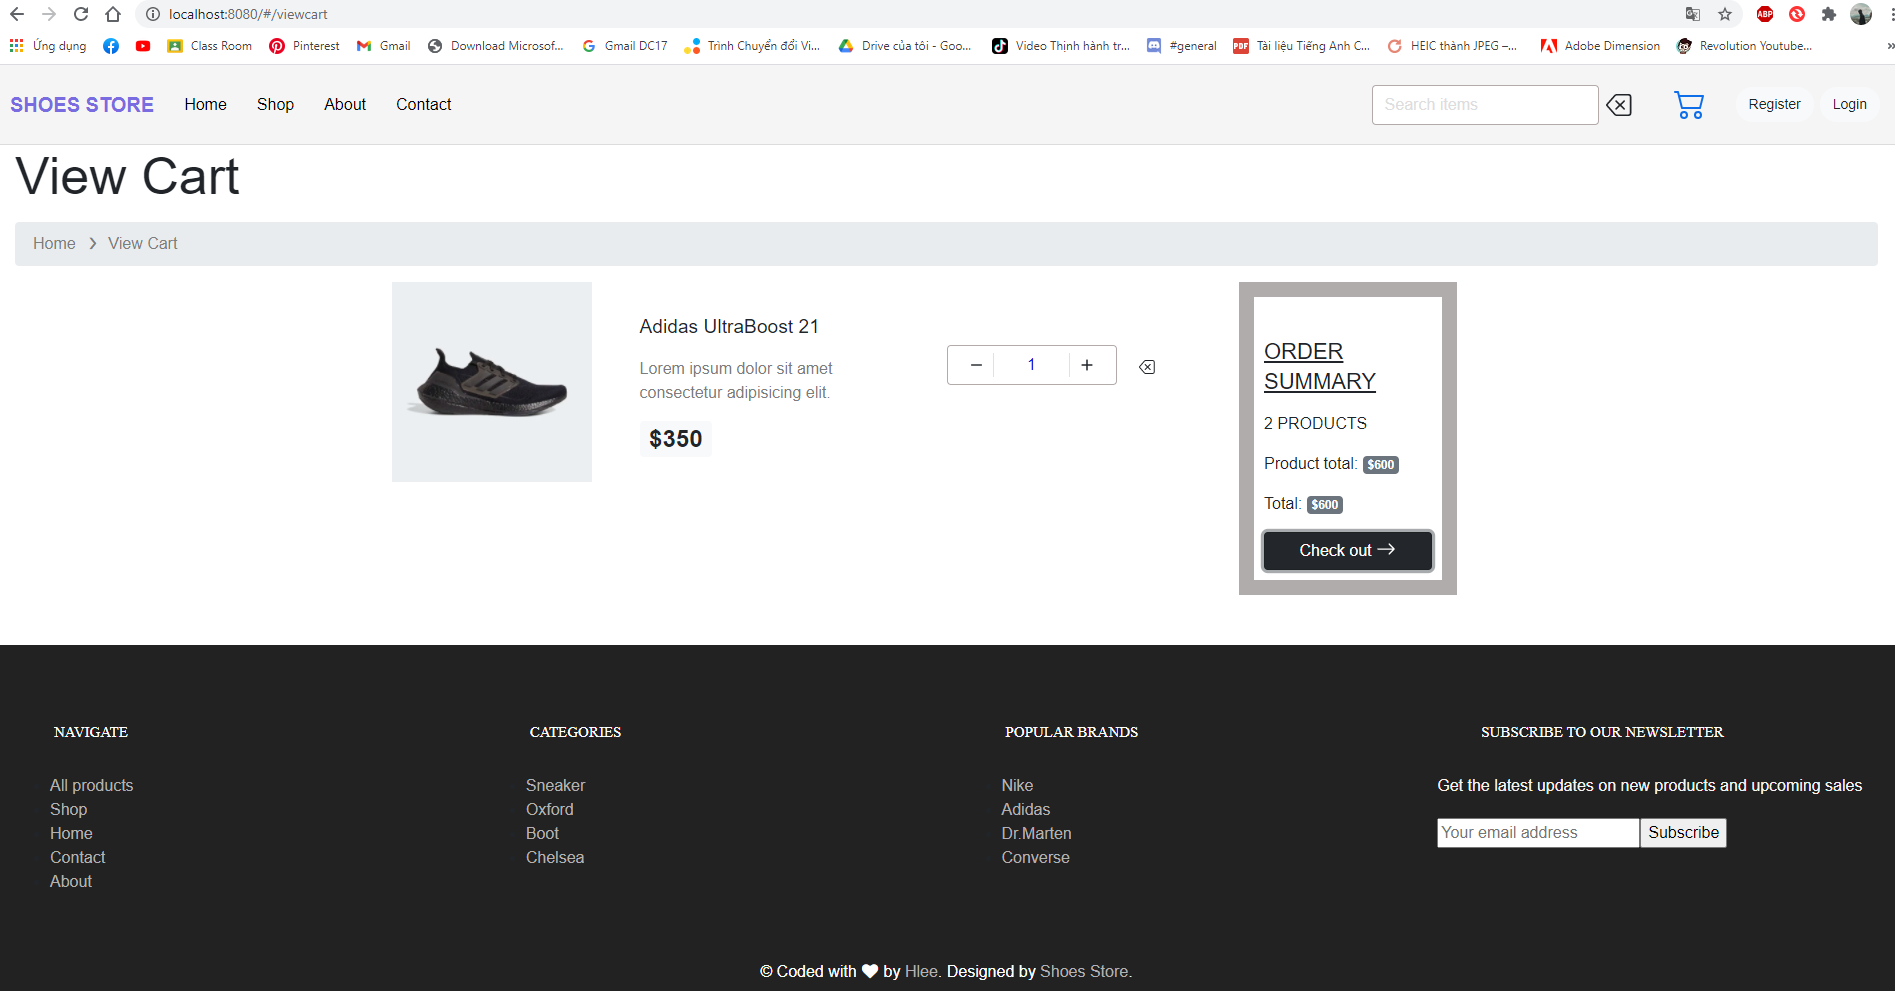 localhost:8080/#/viewcart
Ứng dụng
Class Room
Pinterest
Gmail
Download Microsof...
Gmail DC17
Trình Chuyển đổi Vi...
Drive của tôi - Goo...
Video Thịnh hành tr...
#general
PDF
Tài liệu Tiếng Anh C...
HEIC thành JPEG –...
Adobe Dimension
Revolution Youtube...
»
ABP
SHOES STORE
Home
Shop
About
Contact
Search items
Register
Login
View Cart
Home > View Cart
Adidas UltraBoost 21
Lorem ipsum dolor sit amet
consectetur adipisicing elit.
$350
− 1 +
ORDER
SUMMARY
2 PRODUCTS
Product total: $600
Total: $600
Check out →
NAVIGATE
All products
Shop
Home
Contact
About
CATEGORIES
Sneaker
Oxford
Boot
Chelsea
POPULAR BRANDS
Nike
Adidas
Dr.Marten
Converse
SUBSCRIBE TO OUR NEWSLETTER
Get the latest updates on new products and upcoming sales
Your email address
Subscribe
© Coded with ♥ by Hlee. Designed by Shoes Store.